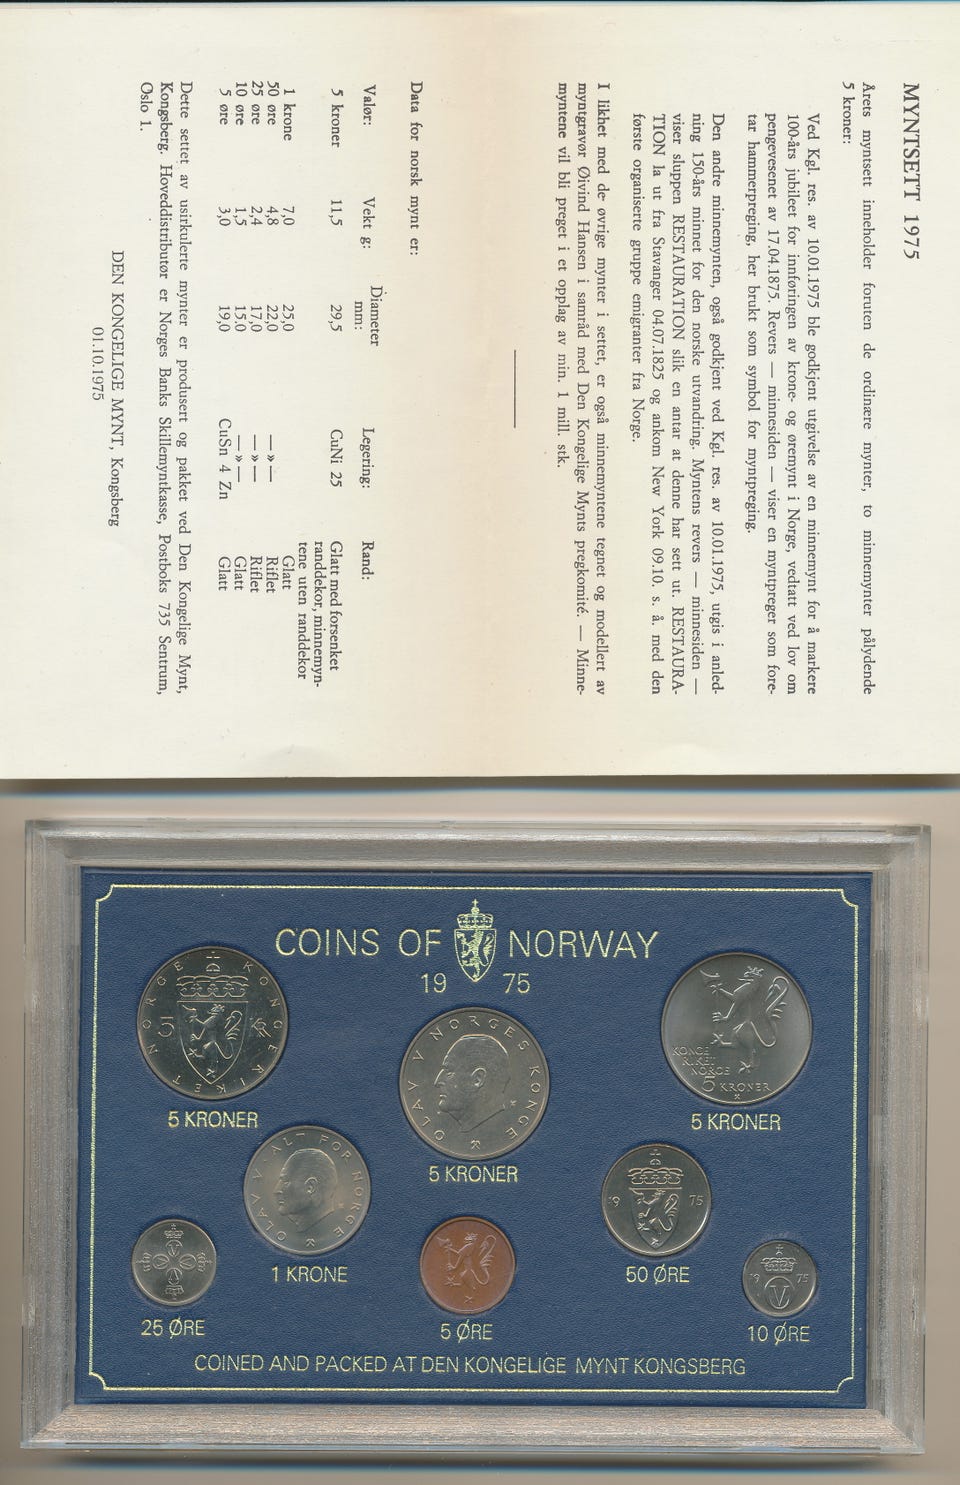 MYNTSETT 1975
Årets myntsett inneholder foruten de ordinære mynter, to minnemynter pålydende
5 kroner:
Ved Kgl. res. av 10.01.1975 ble godkjent utgivelse av en minnemynt for å markere
100-års jubileet for innføringen av krone- og øremynt i Norge, vedtatt ved lov om
pengevesenet av 17.04.1875. Revers — minnesiden — viser en myntpreger som fore-
tar hammerpreging, her brukt som symbol for myntpreging.
Den andre minnemynten, også godkjent ved Kgl. res. av 10.01.1975, utgis i anled-
ning 150-års minnet for den norske utvandring. Myntens revers — minnesiden —
viser sluppen RESTAURATION slik en antar at denne har sett ut. RESTAURA-
TION la ut fra Stavanger 04.07.1825 og ankom New York 09.10. s. å. med den
første organiserte gruppe emigranter fra Norge.
I likhet med de øvrige mynter i settet, er også minnemyntene tegnet og modellert av
myntgravør Øivind Hansen i samråd med Den Kongelige Mynts pregkomité. — Minne-
myntene vil bli preget i et opplag av min. 1 mill. stk.
Data for norsk mynt er:
Valør: Vekt g: Diameter mm: Legering: Rand:
5 kroner 11,5 29,5 CuNi 25 Glatt med forsenket
randdekor, minnemyn-
tene uten randdekor
1 krone 7,0 25,0 Glatt
50 øre 4,8 22,0 —»— Riflet
25 øre 2,4 17,0 —»— Riflet
10 øre 1,5 15,0 —»— Glatt
5 øre 3,0 19,0 CuSn 4 Zn Glatt
Dette settet av usirkulerte mynter er produsert og pakket ved Den Kongelige Mynt,
Kongsberg. Hoveddistributør er Norges Banks Skillemyntkasse, Postboks 735 Sentrum,
Oslo 1.
DEN KONGELIGE MYNT, Kongsberg
01.10.1975
COINS OF NORWAY
19 75
KONGERIKET NORGE
5 K
5 KRONER
OLAV V NORGES KONGE
5 KRONER
KONGE
RIKET
NORGE
5 KRONER
5 KRONER
OLAV V ALT FOR NORGE
1 KRONE
19 75
50 ØRE
25 ØRE
5 ØRE
19 75
V
10 ØRE
COINED AND PACKED AT DEN KONGELIGE MYNT KONGSBERG